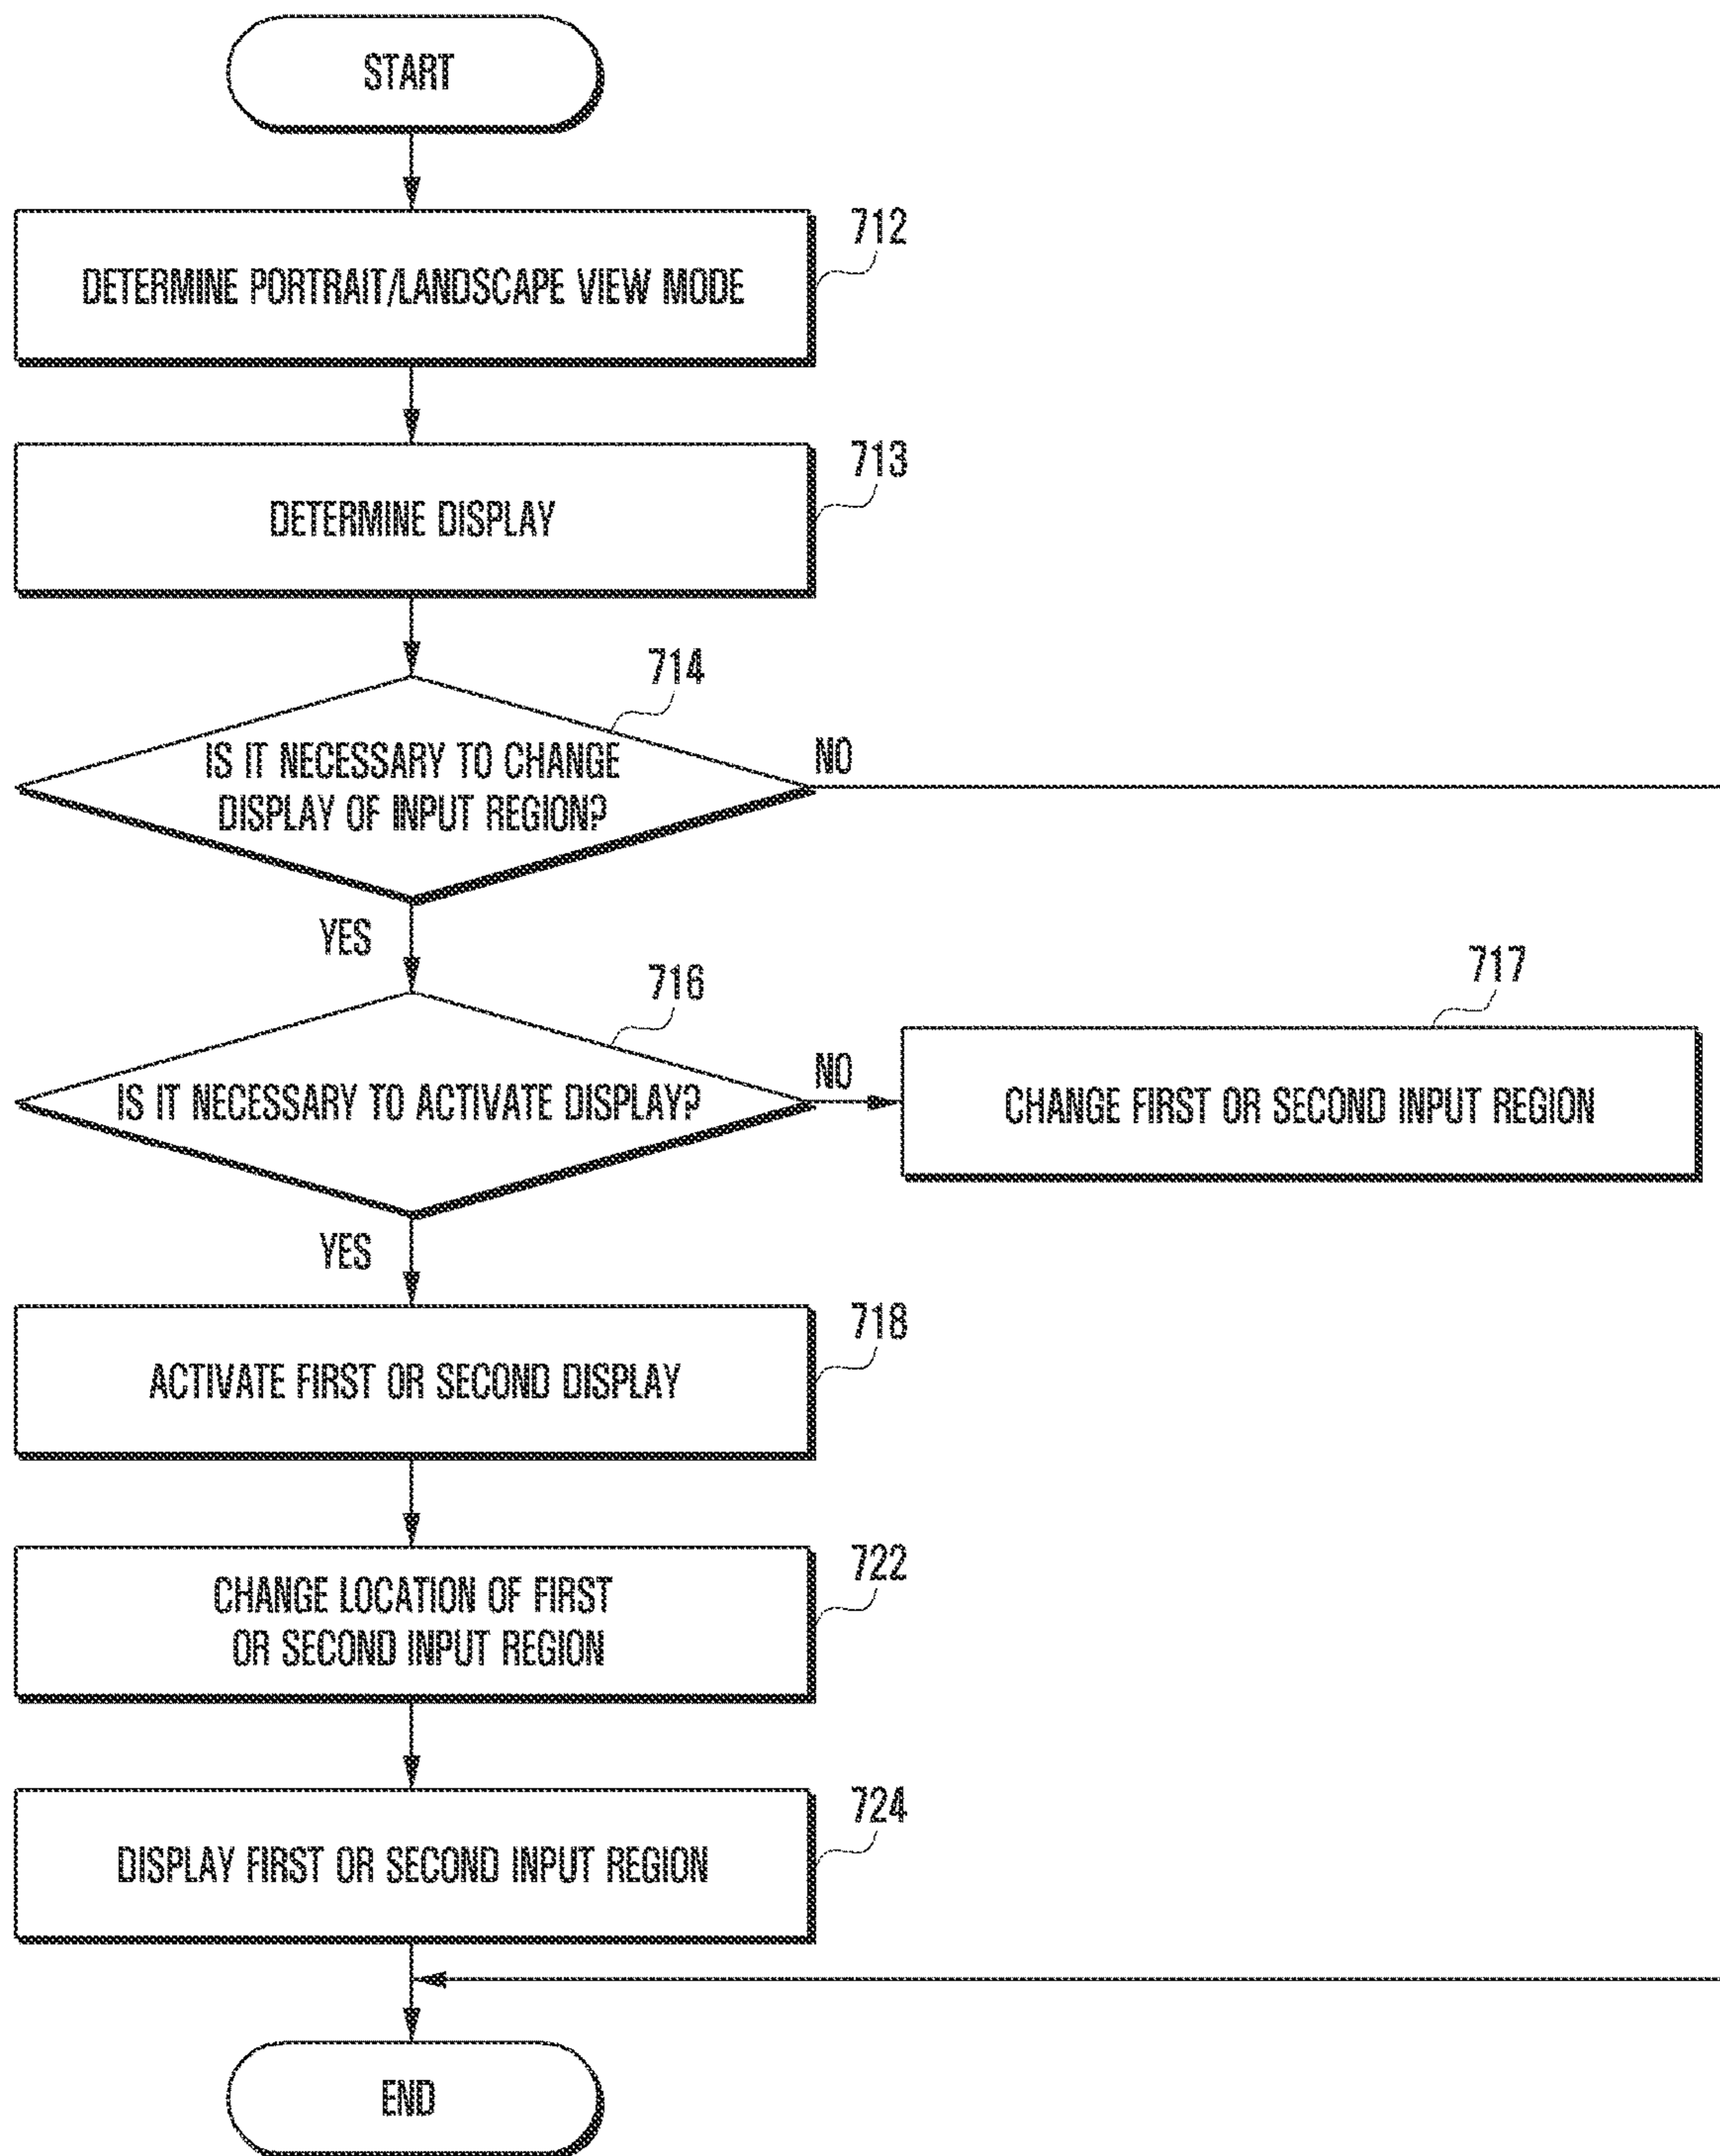 START
712
DETERMINE PORTRAIT/LANDSCAPE VIEW MODE
713
DETERMINE DISPLAY
714
IS IT NECESSARY TO CHANGE
DISPLAY OF INPUT REGION?
NO
YES
716
717
IS IT NECESSARY TO ACTIVATE DISPLAY?
NO
CHANGE FIRST OR SECOND INPUT REGION
YES
718
ACTIVATE FIRST OR SECOND DISPLAY
722
CHANGE LOCATION OF FIRST
OR SECOND INPUT REGION
724
DISPLAY FIRST OR SECOND INPUT REGION
END